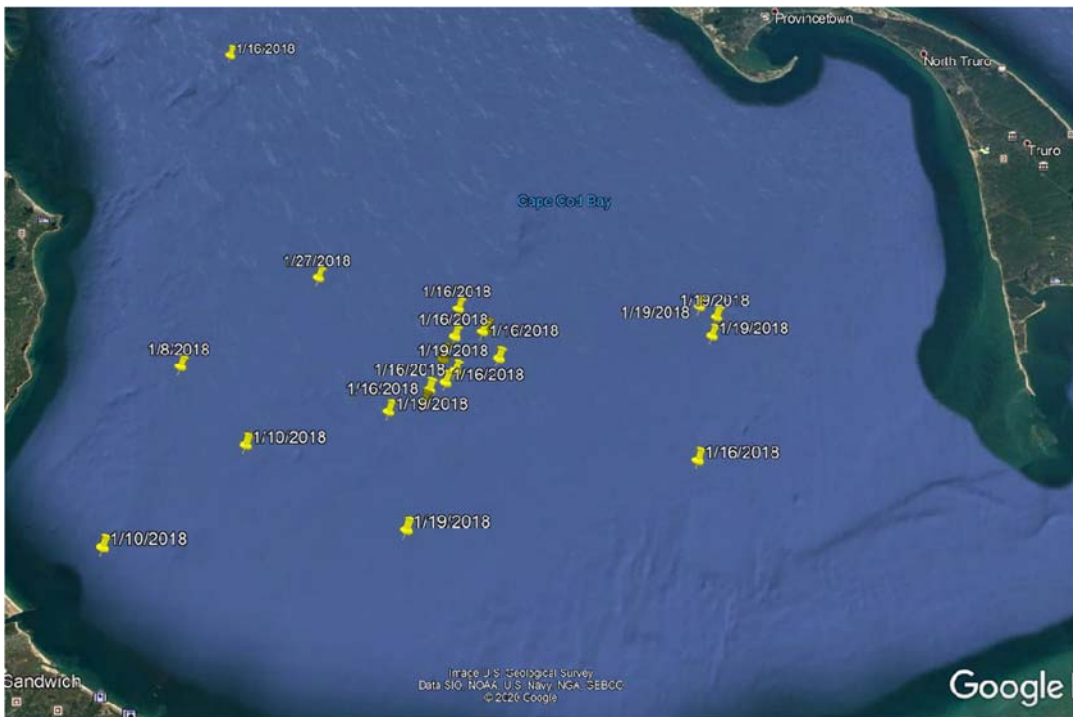 Provincetown
1/16/2018
North Truro
Truro
Cape Cod Bay
1/27/2018
1/16/2018
1/19/2018
1/19/2018
1/16/2018
1/16/2018
1/19/2018
1/8/2018
1/19/2018
1/16/2018
1/16/2018
1/16/2018
1/19/2018
1/10/2018
1/16/2018
1/19/2018
1/10/2018
Image U.S. Geological Survey
Data SIO, NOAA, U.S. Navy, NGA, GEBCO
© 2020 Google
Sandwich
Google